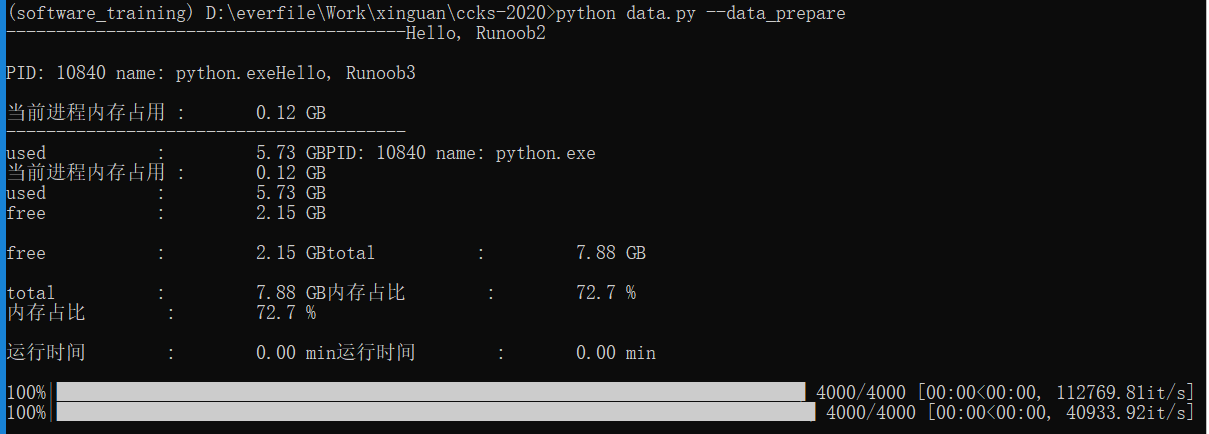 (software_training) D:\everfile\Work\xinguan\ccks-2020>python data.py --data_prepare
----------------------------------------Hello, Runoob2
PID: 10840 name: python.exeHello, Runoob3
当前进程内存占用 :       0.12 GB
----------------------------------------
used           :         5.73 GBPID: 10840 name: python.exe
当前进程内存占用 :       0.12 GB
used           :         5.73 GB
free           :         2.15 GB
free           :         2.15 GBtotal          :         7.88 GB
total          :         7.88 GB内存占比        :        72.7 %
内存占比        :        72.7 %
运行时间        :        0.00 min运行时间        :       0.00 min
100%| 4000/4000 [00:00<00:00, 112769.81it/s]
100%| 4000/4000 [00:00<00:00, 40933.92it/s]